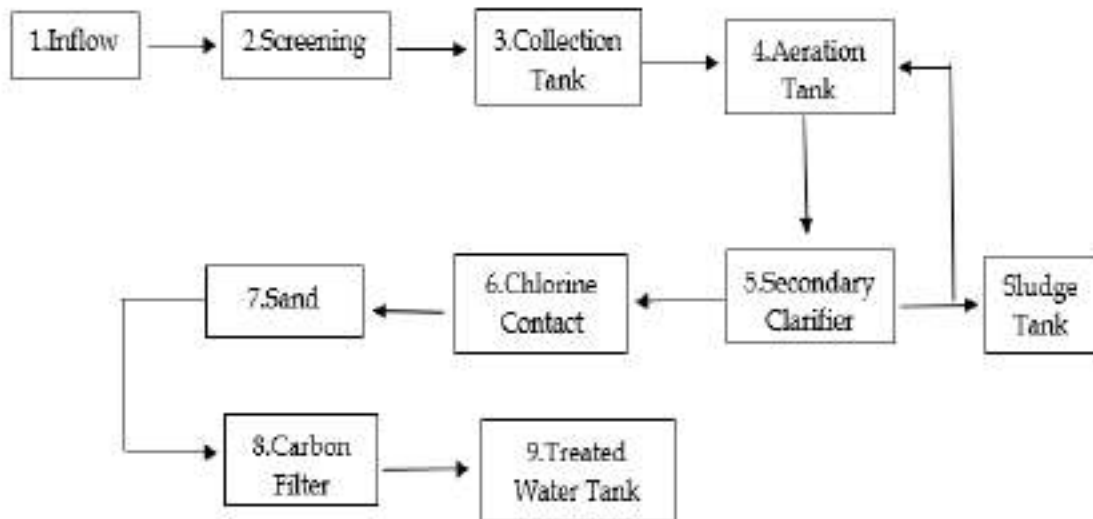 1.Inflow
2.Screening
3.Collection
Tank
4.Aeration
Tank
5.Secondary
Clarifier
Sludge
Tank
6.Chlorine
Contact
7.Sand
8.Carbon
Filter
9.Treated
Water Tank